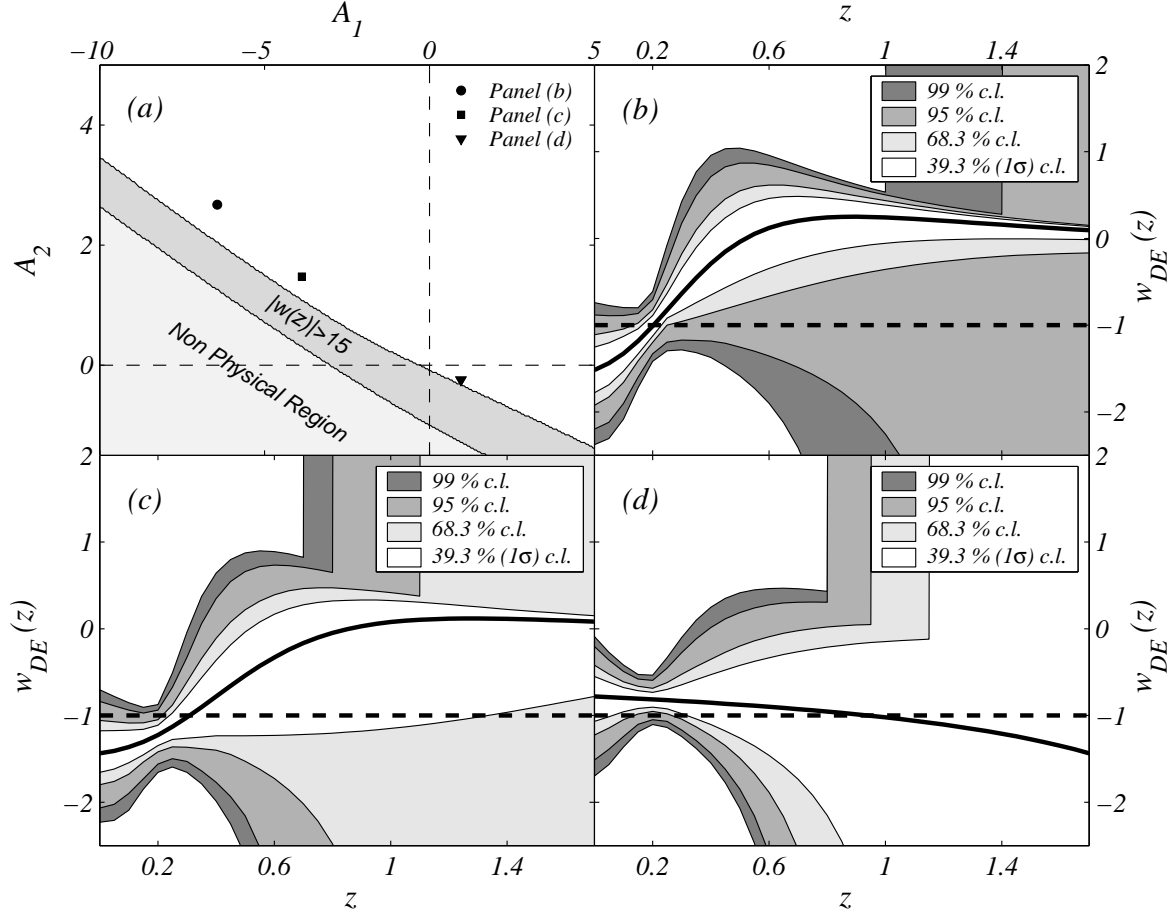 A1
z
−10 −5 0 5 0.2 0.6 1 1.4
(a)
Panel (b)
Panel (c)
Panel (d)
4
2
0
A2
|w(z)|>15
Non Physical Region
(b)
99 % c.l.
95 % c.l.
68.3 % c.l.
39.3 % (1σ) c.l.
2
1
0
−1
−2
wDE(z)
(c)
99 % c.l.
95 % c.l.
68.3 % c.l.
39.3 % (1σ) c.l.
2
1
0
−1
−2
wDE(z)
0.2 0.6 1 1.4
z
(d)
99 % c.l.
95 % c.l.
68.3 % c.l.
39.3 % (1σ) c.l.
2
1
0
−1
−2
wDE(z)
0.2 0.6 1 1.4
z